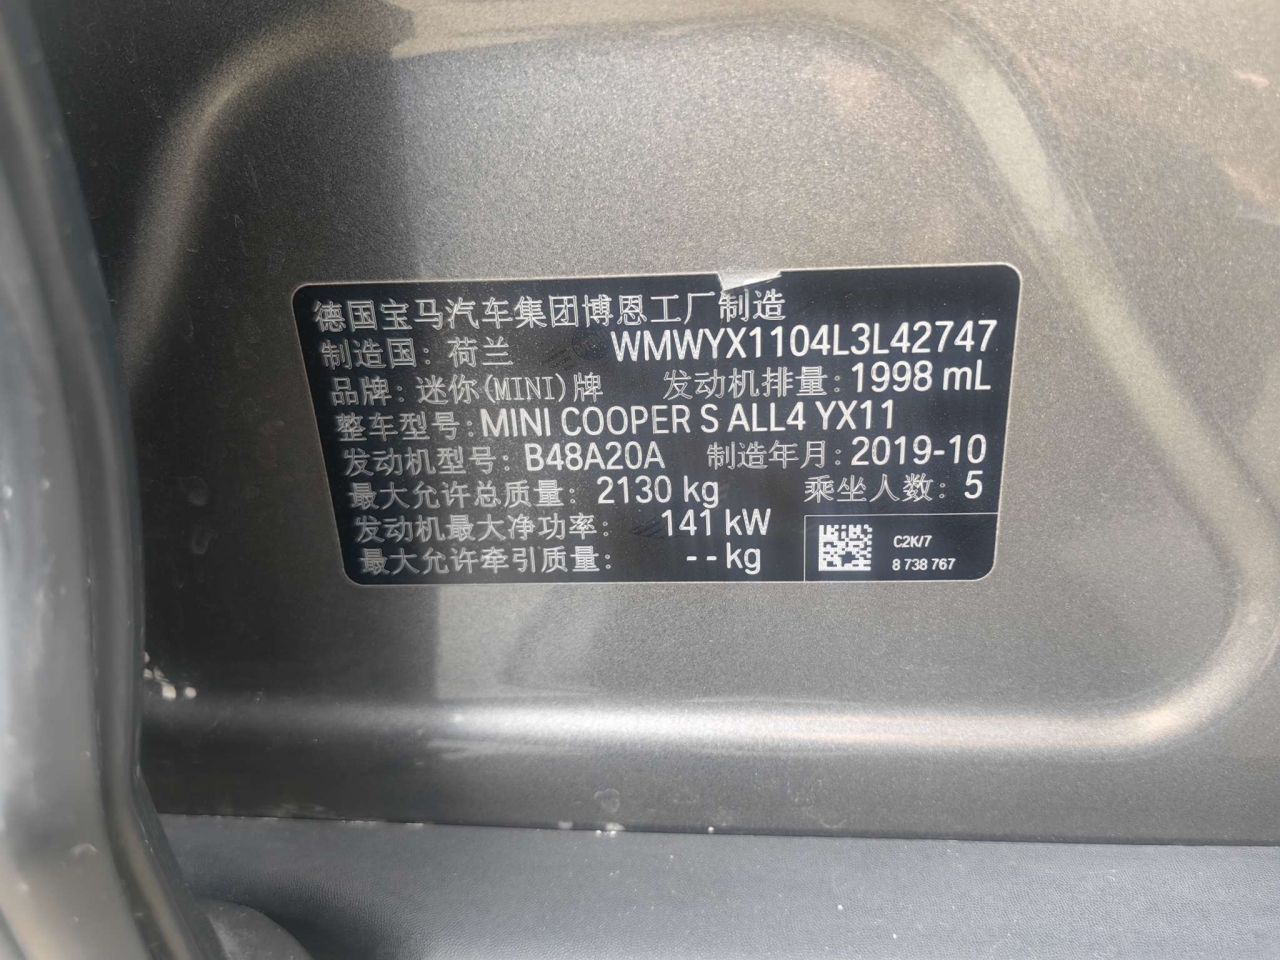 德国宝马汽车集团博恩工厂制造
制造国: 荷兰 WMWYX1104L3L42747
品牌: 迷你(MINI)牌 发动机排量: 1998 mL
整车型号: MINI COOPER S ALL4 YX11
发动机型号: B48A20A 制造年月: 2019-10
最大允许总质量: 2130 kg 乘坐人数: 5
发动机最大净功率: 141 kW
最大允许牵引质量: -- kg
C2K/7
8 738 767